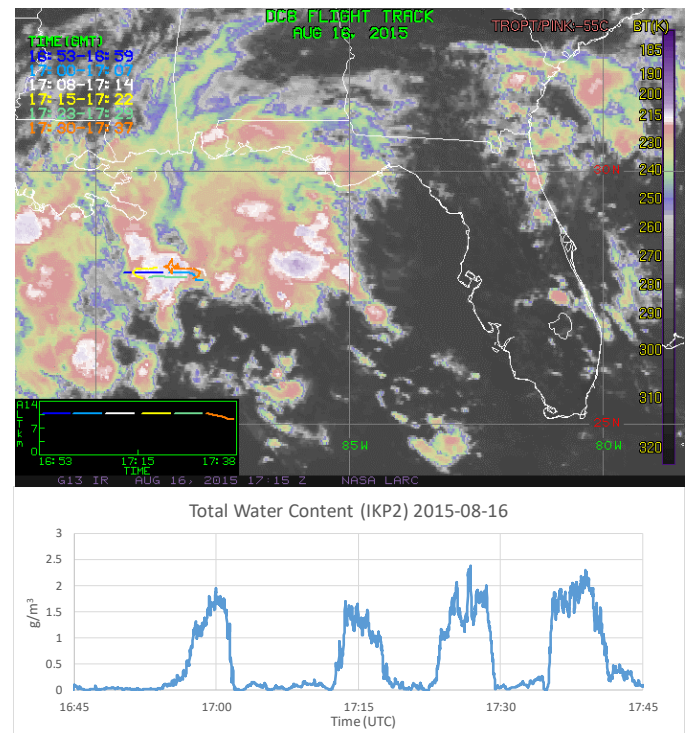 DC8 FLIGHT TRACK
AUG 16, 2015
TROPT/PINK:-55C
BT(K)
TIME(GMT)
16:53-16:59
17:00-17:07
17:08-17:14
17:15-17:22
17:23-17:29
17:30-17:37
185
190
200
215
230
240
250
260
270
280
290
300
310
320
30N
25N
85W
80W
ALT km
14
7
0
16:53
17:15
17:38
TIME
G13 IR AUG 16, 2015 17:15 Z NASA LARC
Total Water Content (IKP2) 2015-08-16
g/m³
3
2.5
2
1.5
1
0.5
0
16:45
17:00
17:15
17:30
17:45
Time (UTC)